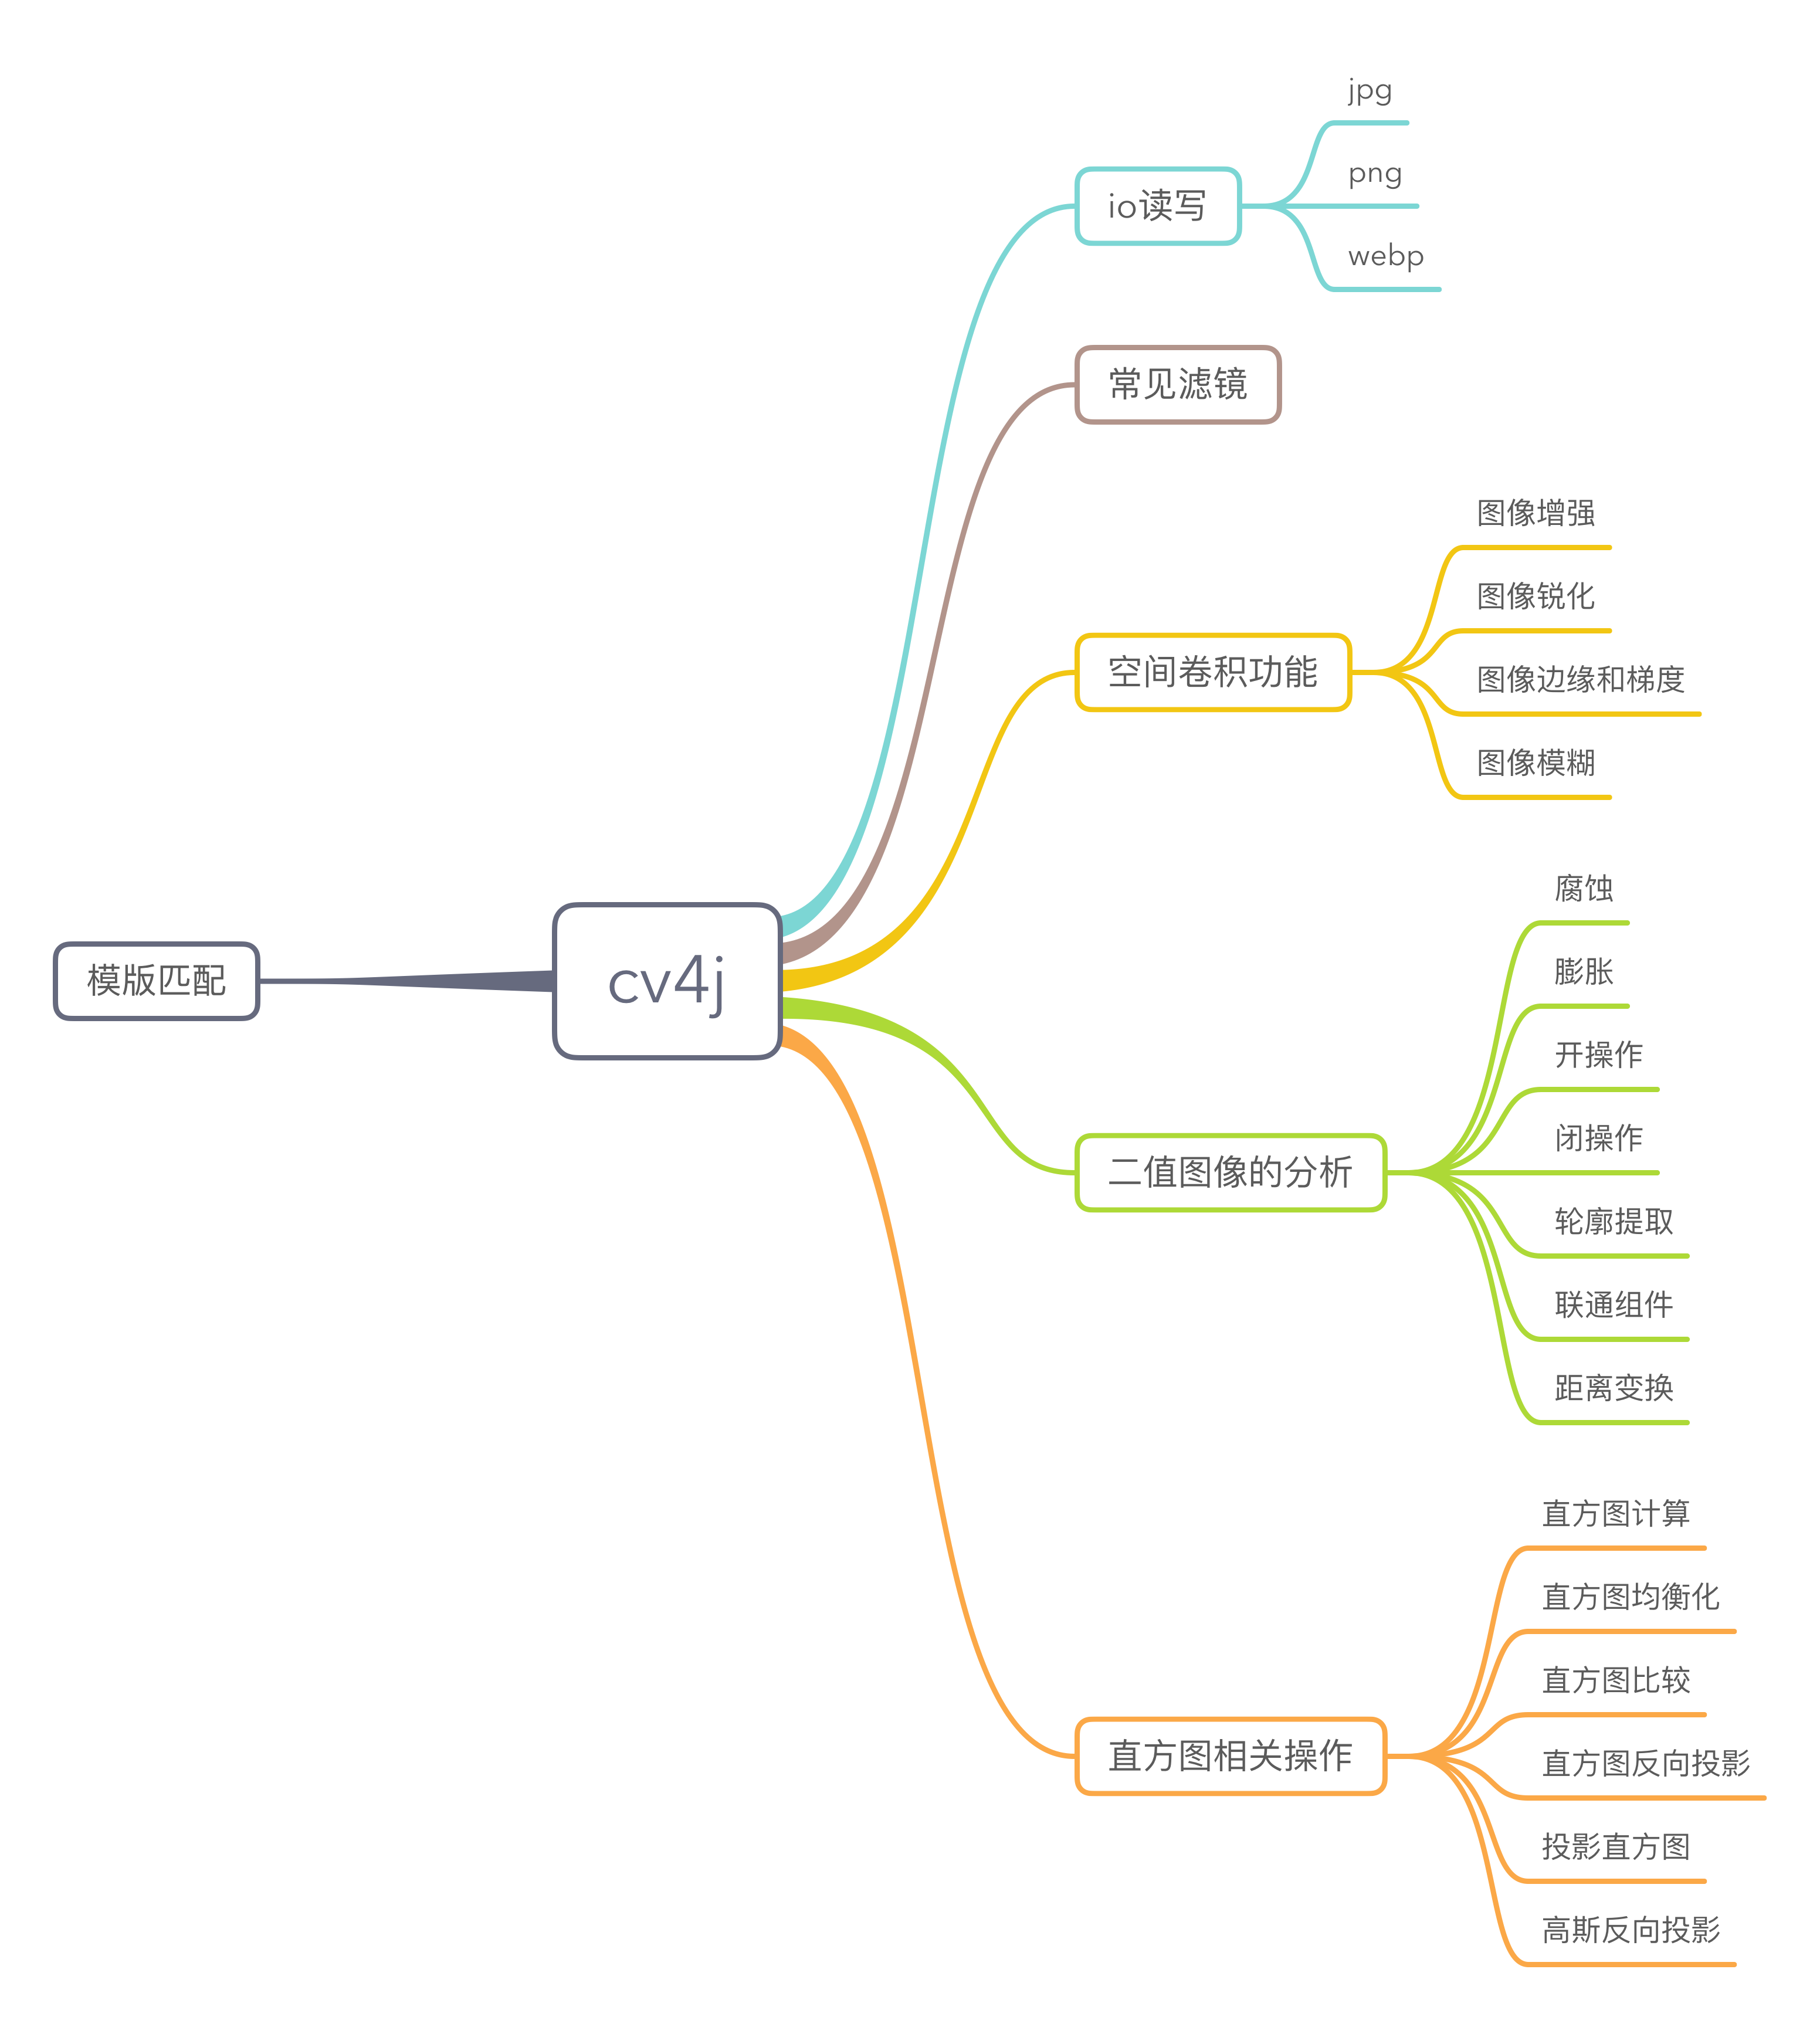 jpg
png
io读写
webp
常见滤镜
图像增强
图像锐化
空间卷积功能
图像边缘和梯度
图像模糊
腐蚀
膨胀
模版匹配
cv4j
开操作
闭操作
二值图像的分析
轮廓提取
联通组件
距离变换
直方图计算
直方图均衡化
直方图比较
直方图相关操作
直方图反向投影
投影直方图
高斯反向投影